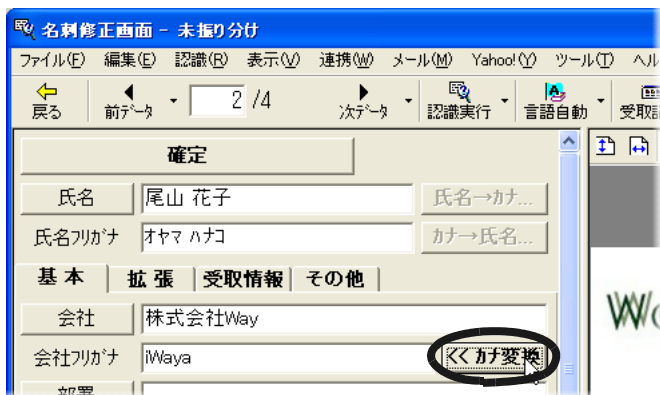 名刺修正画面 - 未振り分け
ファイル(F) 編集(E) 認識(R) 表示(V) 連携(W) メール(M) Yahoo!(Y) ツール(T) ヘル
戻る 前ﾃﾞｰﾀ 2 /4 次ﾃﾞｰﾀ 認識実行 言語自動 受取
確定
氏名 尾山 花子 氏名→ｶﾅ...
氏名ﾌﾘｶﾞﾅ ｵﾔﾏ ﾊﾅｺ ｶﾅ→氏名...
基本 拡張 受取情報 その他
会社 株式会社Way
会社ﾌﾘｶﾞﾅ iWaya << ｶﾅ変換
部署